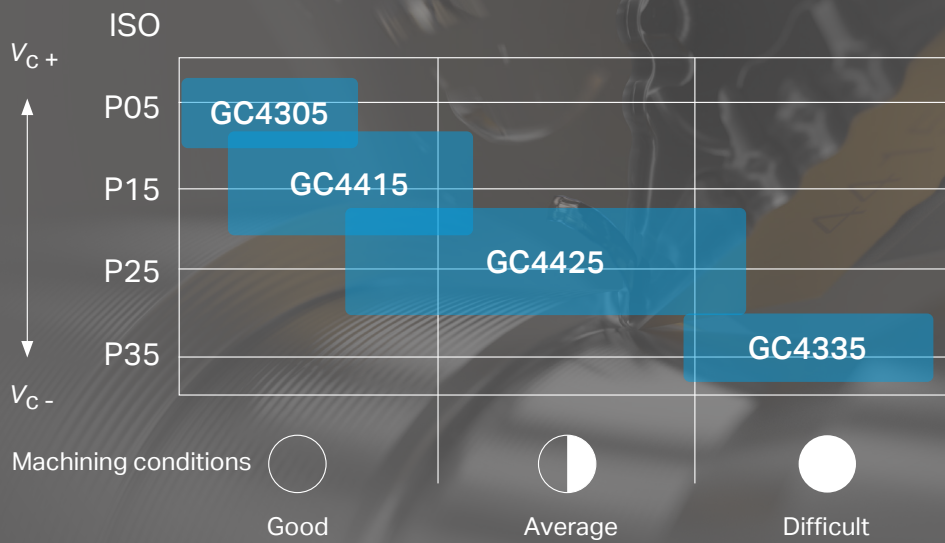 ISO
Vc +
P05
GC4305
P15
GC4415
P25
GC4425
P35
GC4335
Vc -
Machining conditions
Good
Average
Difficult